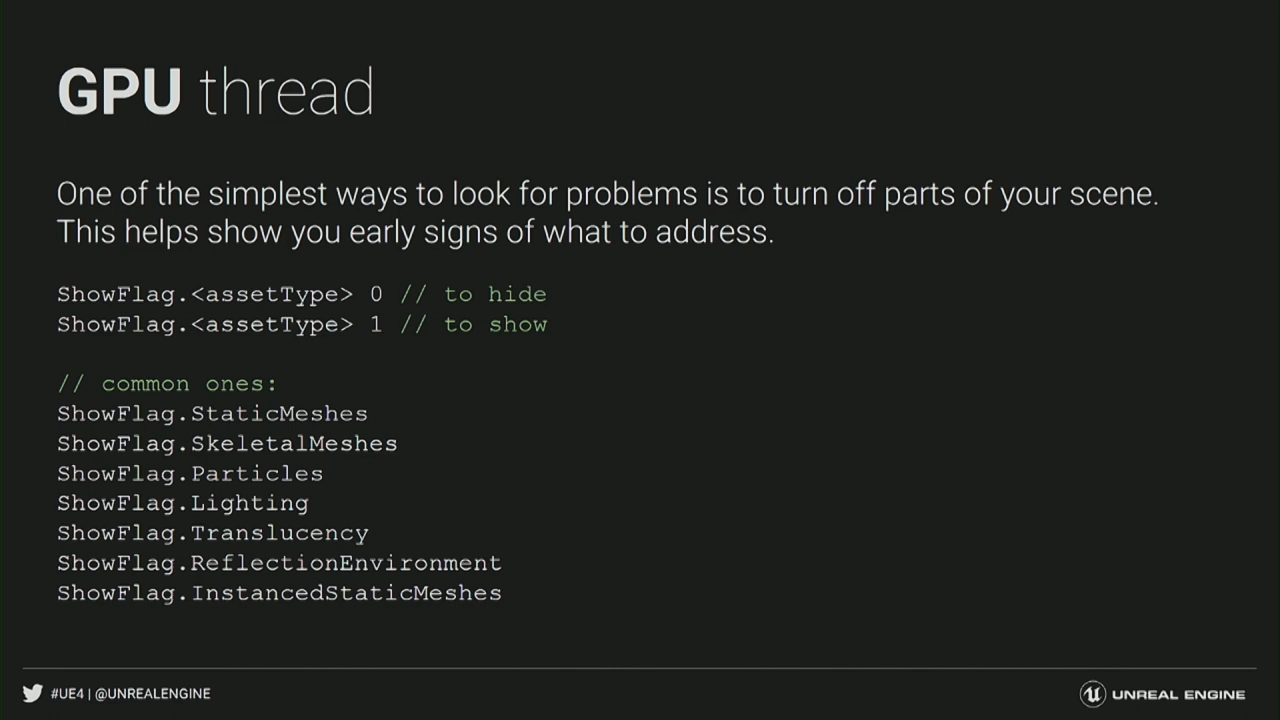 GPU thread
One of the simplest ways to look for problems is to turn off parts of your scene.
This helps show you early signs of what to address.
ShowFlag.<assetType> 0 // to hide
ShowFlag.<assetType> 1 // to show
// common ones:
ShowFlag.StaticMeshes
ShowFlag.SkeletalMeshes
ShowFlag.Particles
ShowFlag.Lighting
ShowFlag.Translucency
ShowFlag.ReflectionEnvironment
ShowFlag.InstancedStaticMeshes
#UE4 | @UNREALENGINE
UNREAL ENGINE